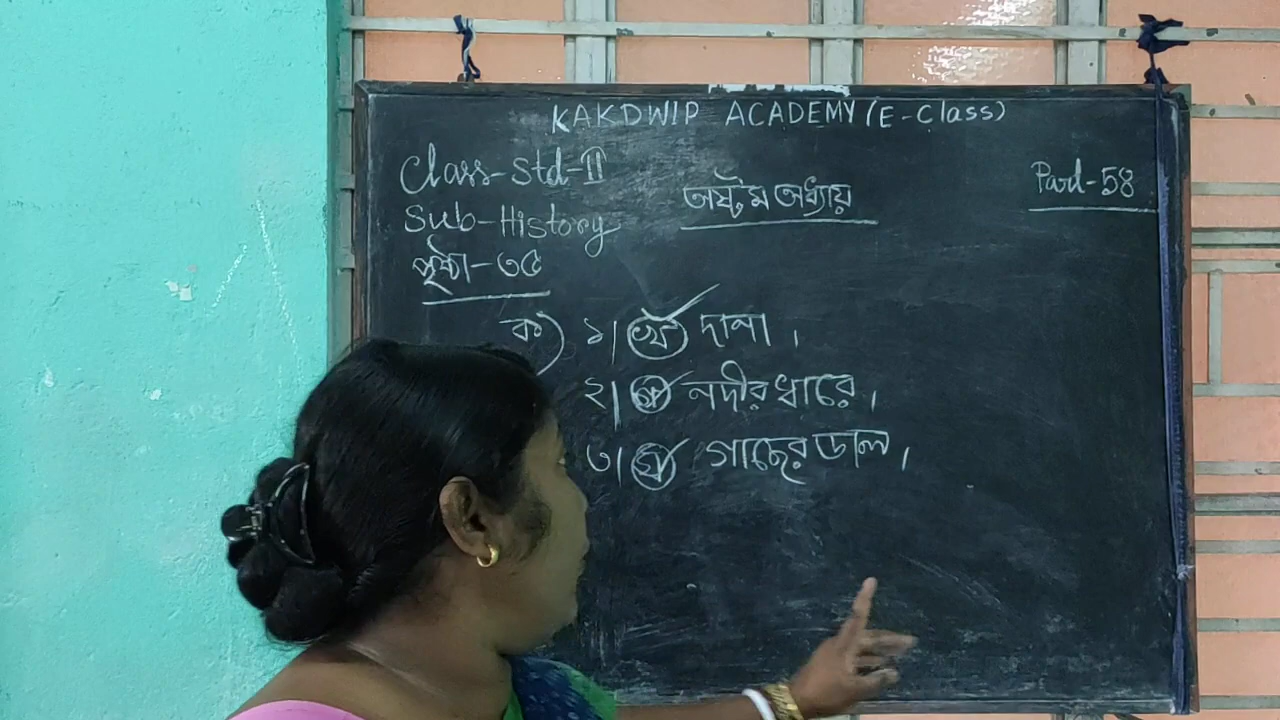 KAKDWIP ACADEMY (E-Class)
Class-Std-II
Sub-History
অষ্টম অধ্যায়
Part-58
পৃষ্ঠা-৩৫
ক) ১| খ দানা।
২| ক নদীর ধারে।
৩| গ গাছের ডাল।